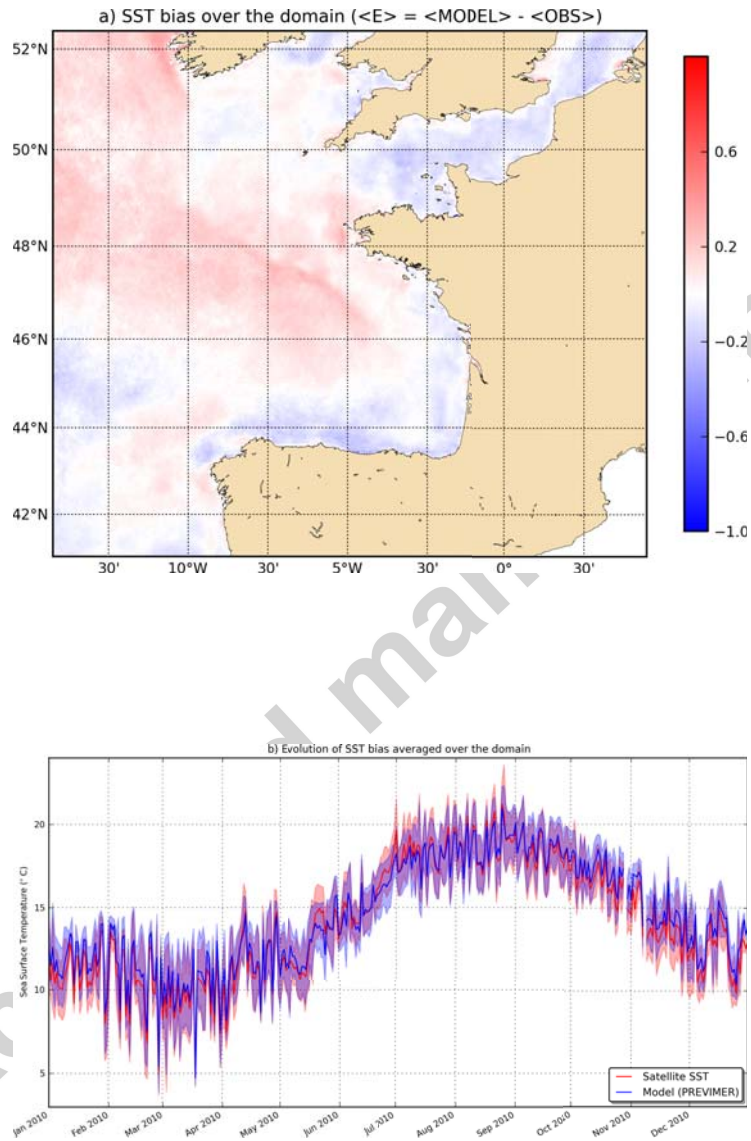 a) SST bias over the domain (<E> = <MODEL> - <OBS>)
52°N
50°N
48°N
46°N
44°N
42°N
30' 10°W 30' 5°W 30' 0° 30'
0.6
0.2
−0.2
−0.6
−1.0
d man
b) Evolution of SST bias averaged over the domain
Sea Surface Temperature (° C)
20
15
10
5
Satellite SST
Model (PREVIMER)
Jan 2010 Feb 2010 Mar 2010 Apr 2010 May 2010 Jun 2010 Jul 2010 Aug 2010 Sep 2010 Oct 2010 Nov 2010 Dec 2010